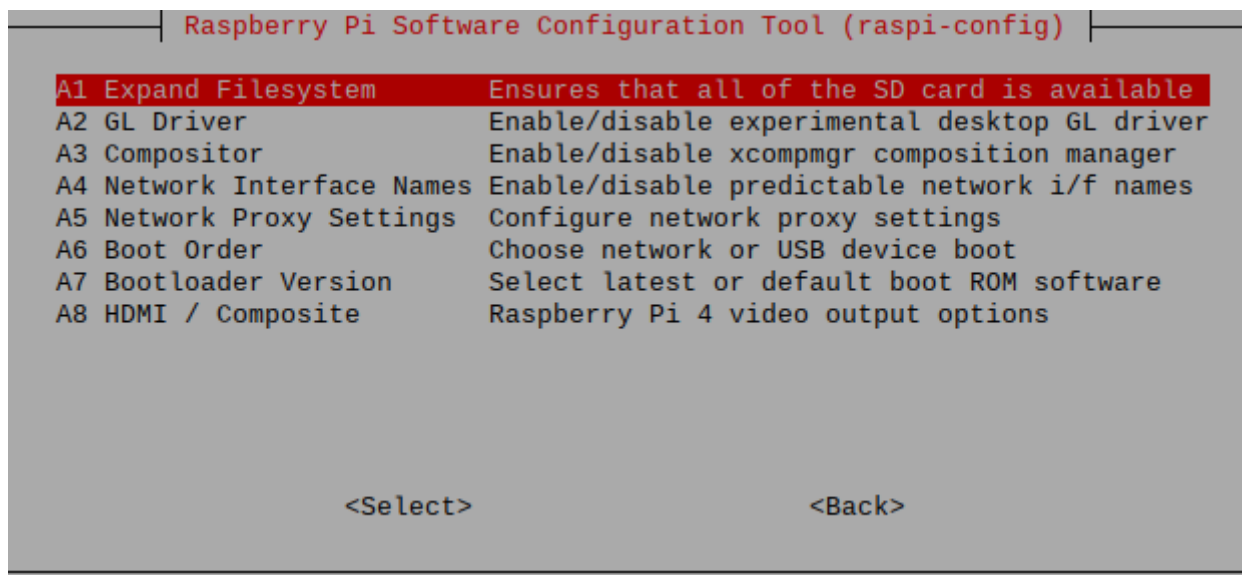 Raspberry Pi Software Configuration Tool (raspi-config)
A1 Expand Filesystem Ensures that all of the SD card is available
A2 GL Driver Enable/disable experimental desktop GL driver
A3 Compositor Enable/disable xcompmgr composition manager
A4 Network Interface Names Enable/disable predictable network i/f names
A5 Network Proxy Settings Configure network proxy settings
A6 Boot Order Choose network or USB device boot
A7 Bootloader Version Select latest or default boot ROM software
A8 HDMI / Composite Raspberry Pi 4 video output options
<Select> <Back>